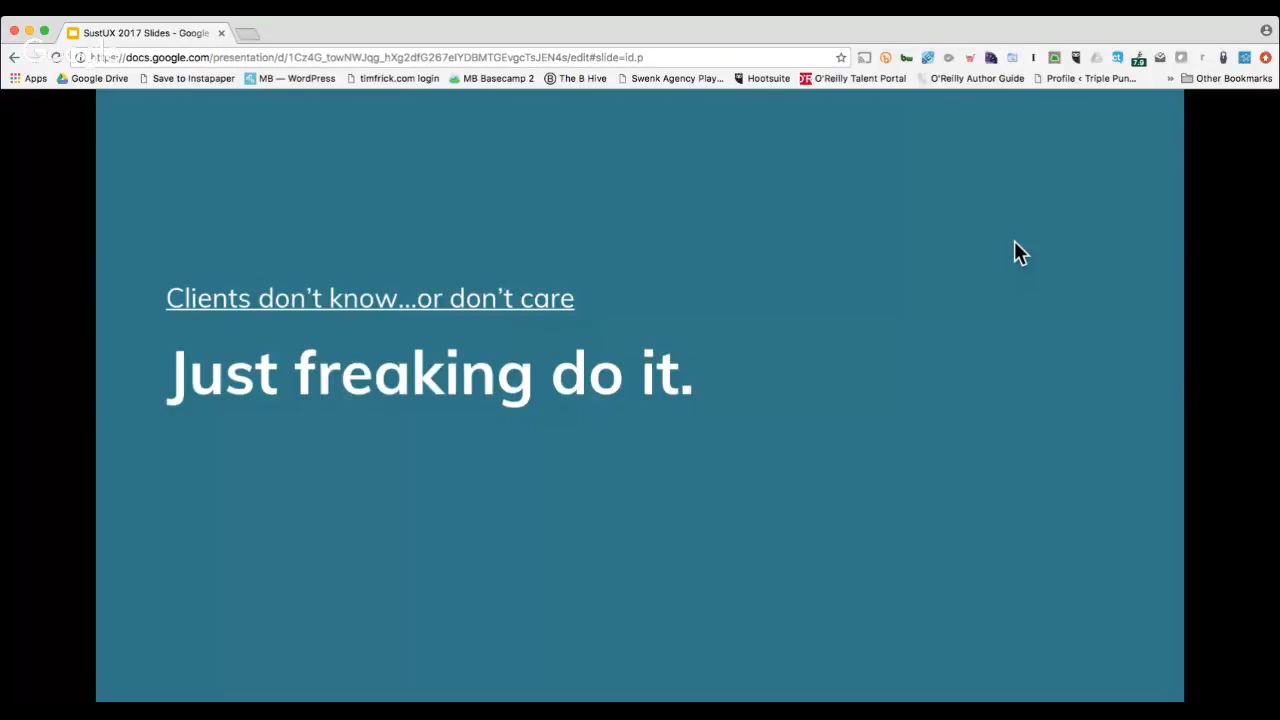 SustUX 2017 Slides - Google
https://docs.google.com/presentation/d/1Cz4G_towNWJqg_hXg2dfG267eIYDBMTGEvgcTsJEN4s/edit#slide=id.p
Apps Google Drive Save to Instapaper MB — WordPress timfrick.com login MB Basecamp 2 The B Hive Swenk Agency Play... Hootsuite O'Reilly Talent Portal O'Reilly Author Guide Profile ‹ Triple Pun... » Other Bookmarks
Clients don't know...or don't care
Just freaking do it.